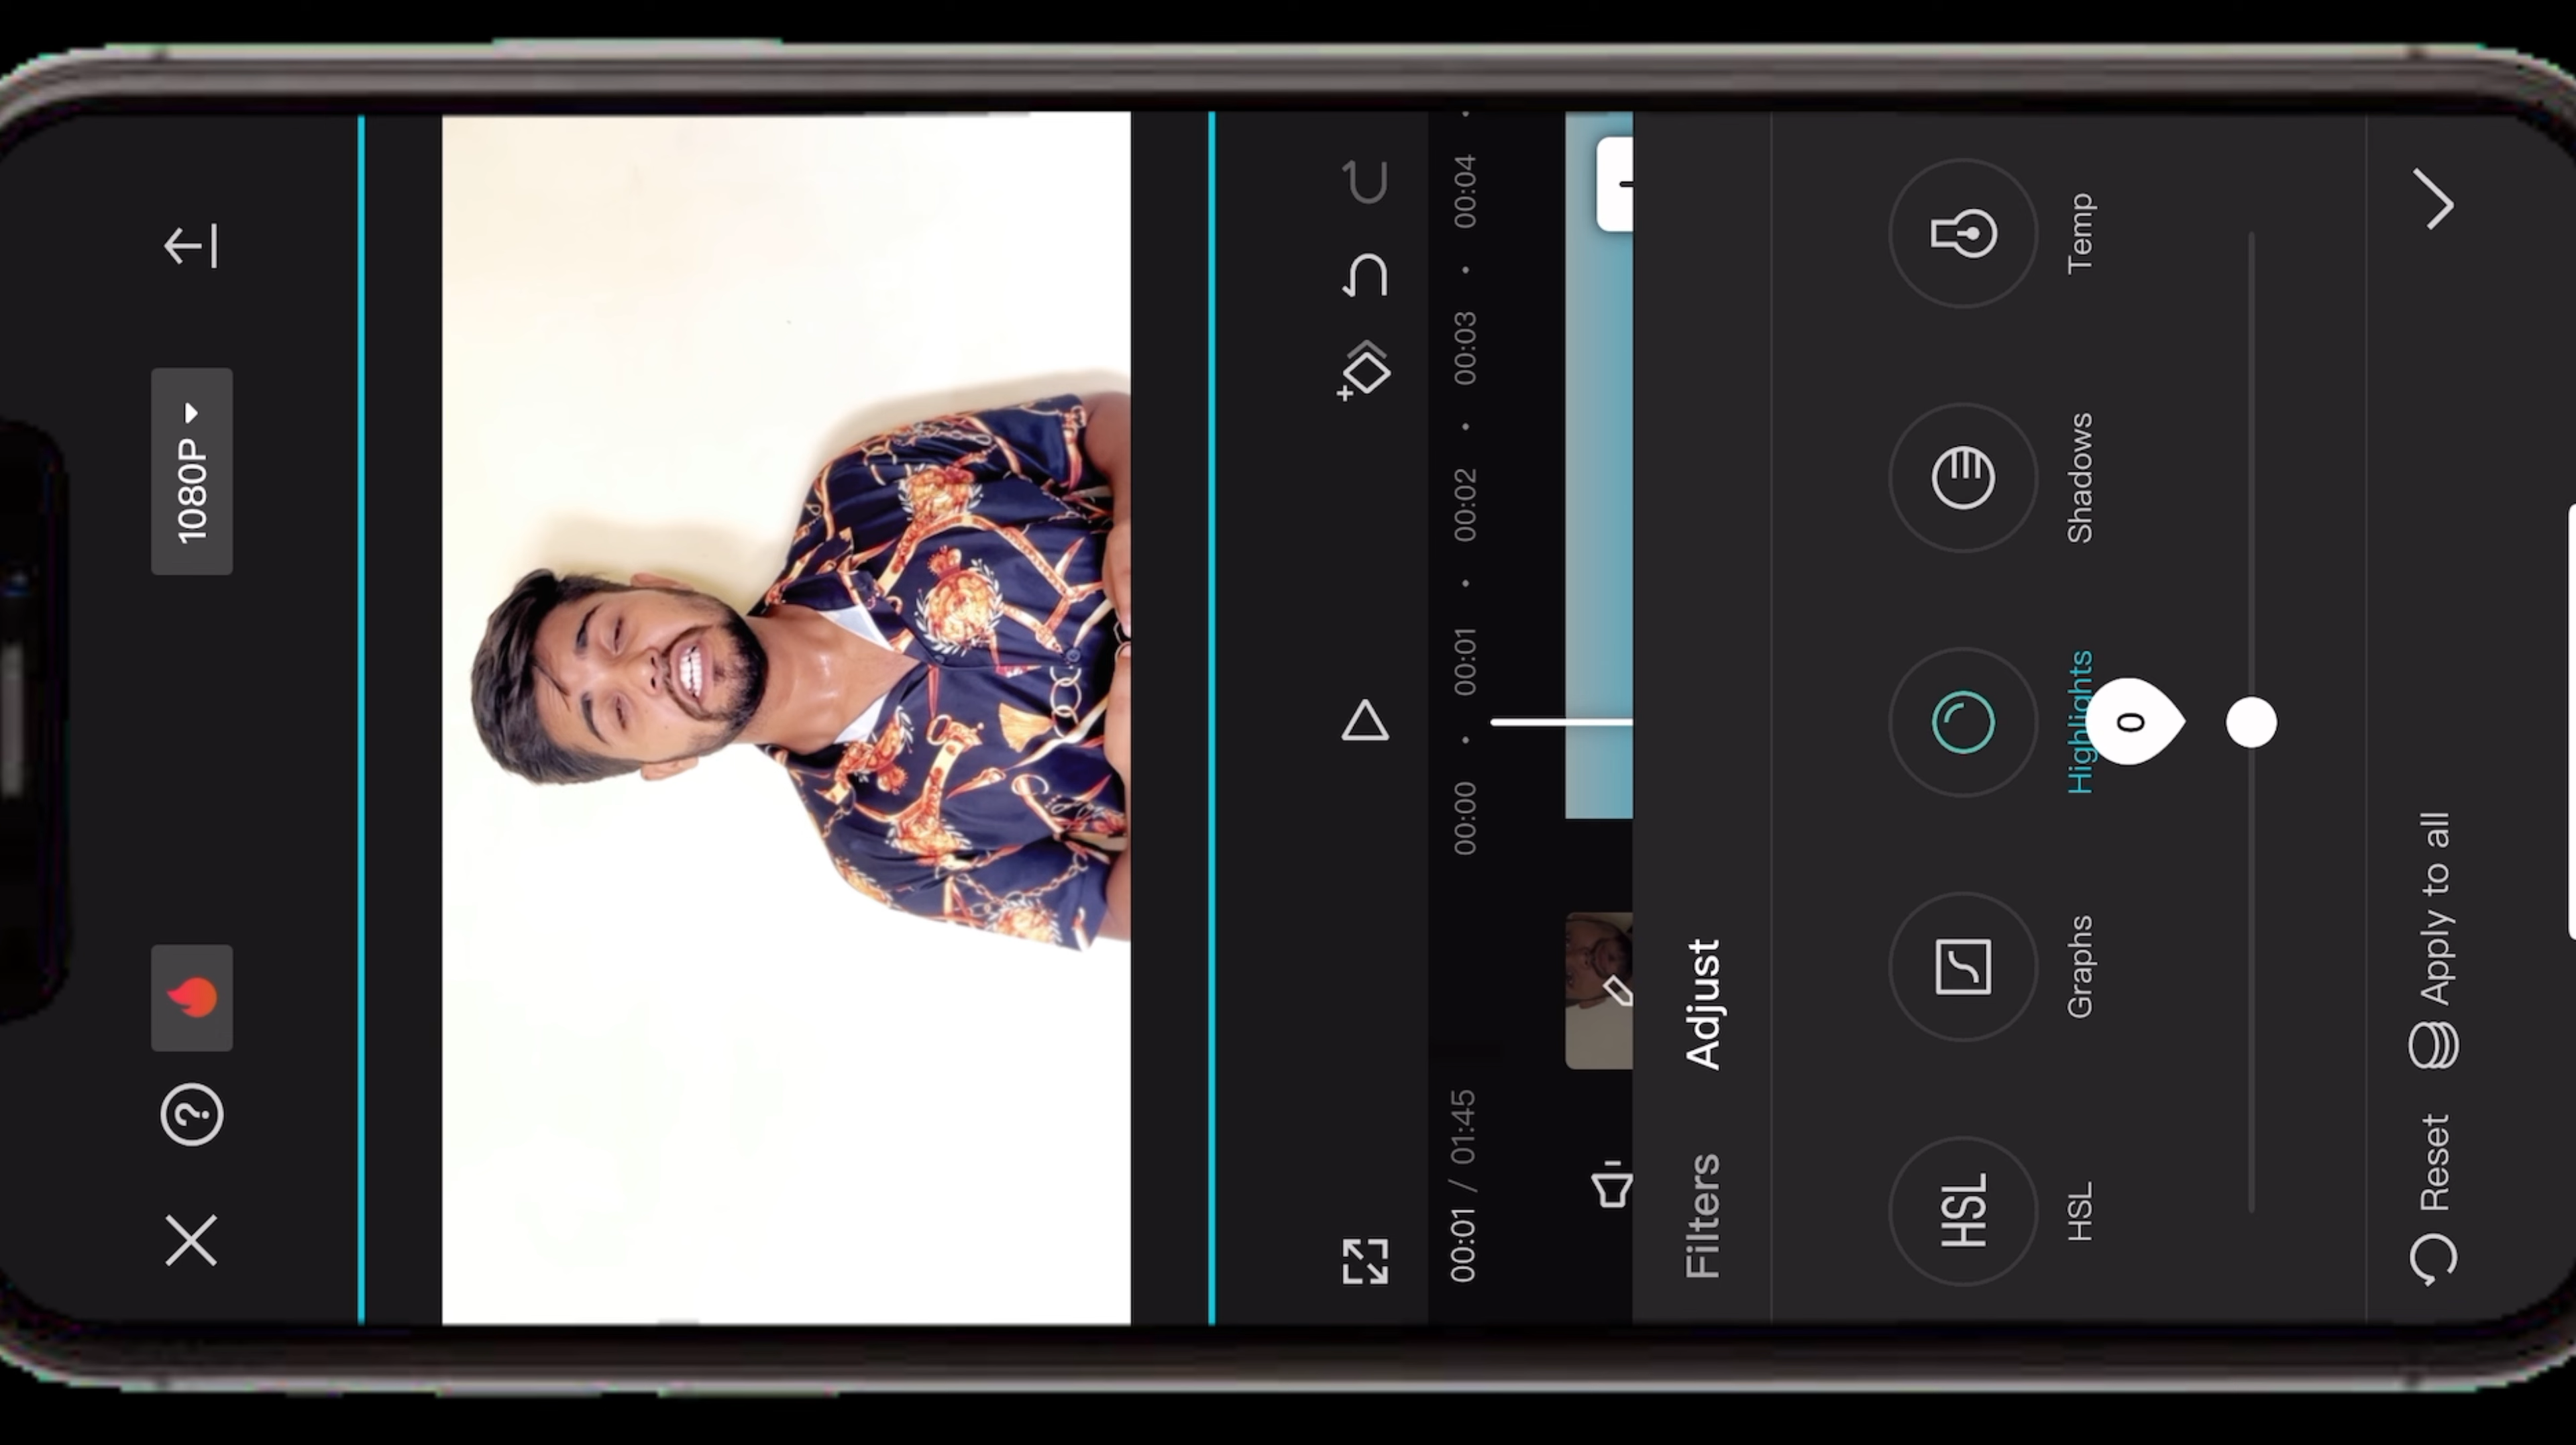 1080P
00:01 / 01:45
00:00
00:01
00:02
00:03
00:04
Filters
Adjust
HSL
HSL
Graphs
Highlights
Shadows
Temp
0
Reset
Apply to all